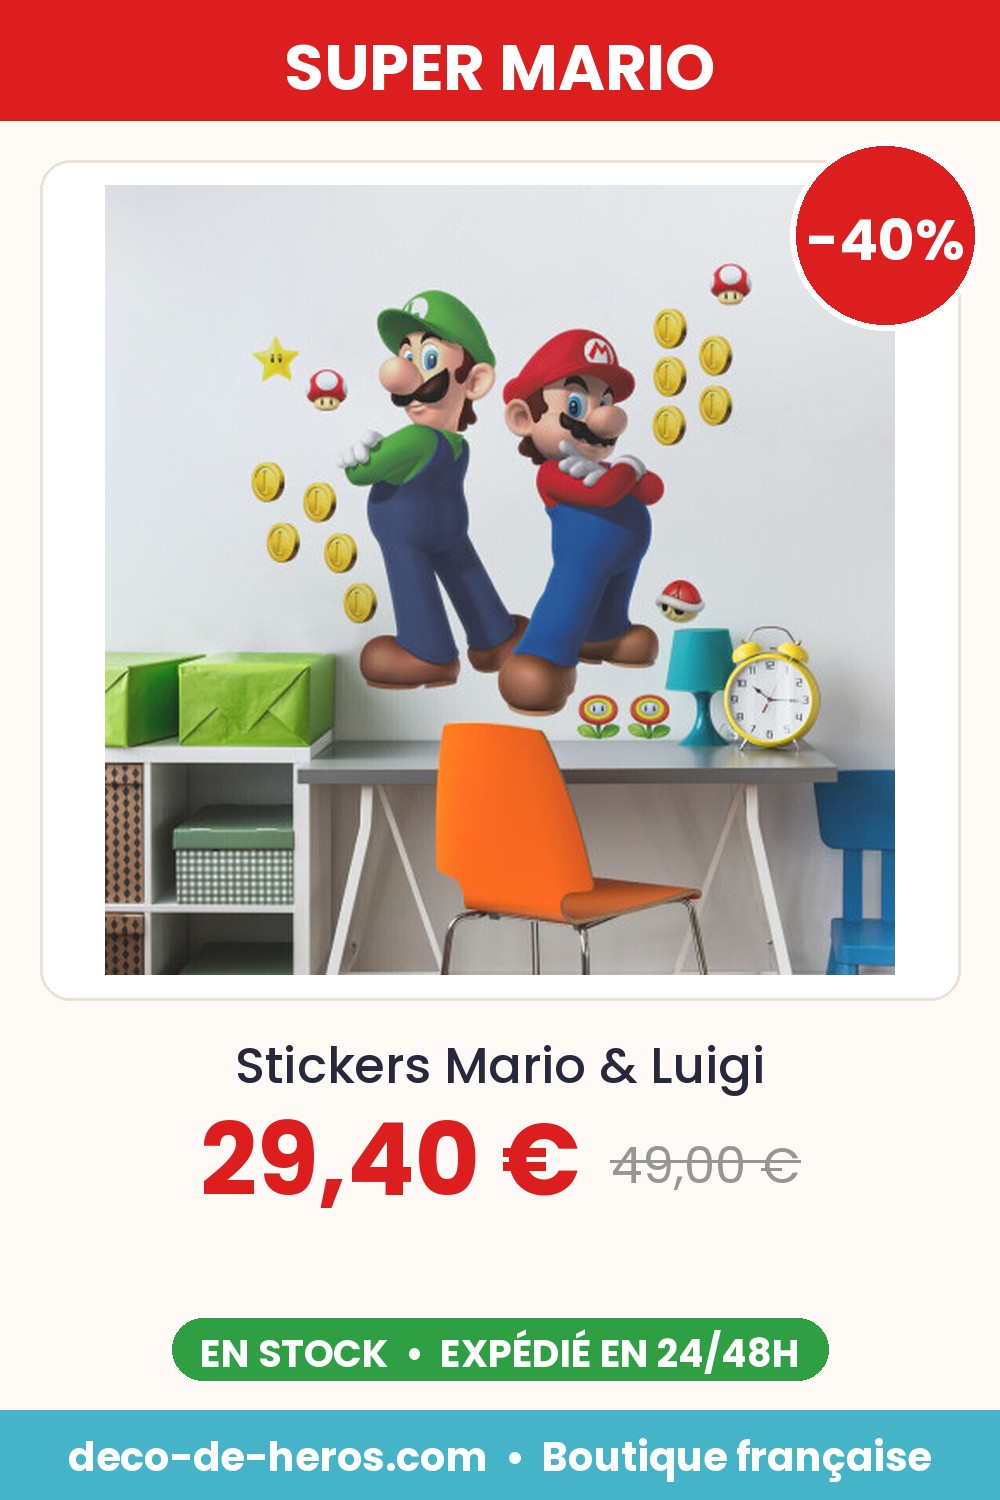 SUPER MARIO
-40%
M
Stickers Mario & Luigi
29,40 € 49,00 €
EN STOCK • EXPÉDIÉ EN 24/48H
deco-de-heros.com • Boutique française